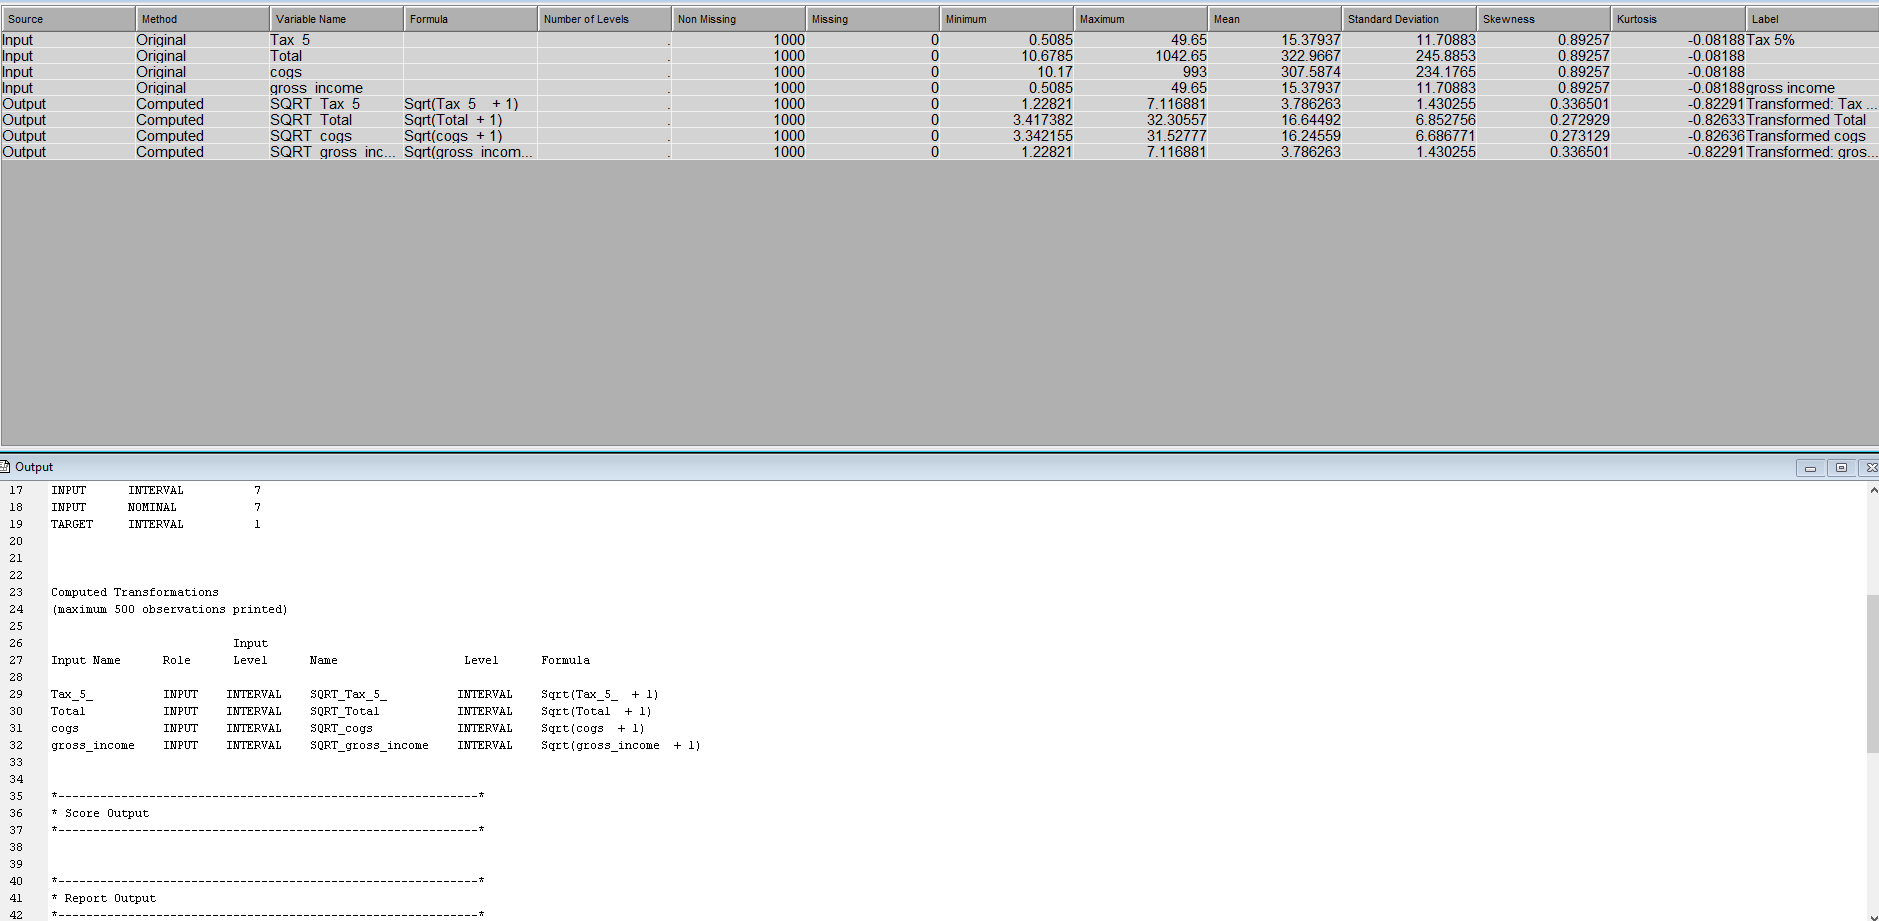 Source Method Variable Name Formula Number of Levels Non Missing Missing Minimum Maximum Mean Standard Deviation Skewness Kurtosis Label
Input Original Tax_5_ . 1000 0 0.5085 49.65 15.37937 11.70883 0.89257 -0.08188 Tax 5%
Input Original Total . 1000 0 10.6785 1042.65 322.9667 245.8853 0.89257 -0.08188
Input Original cogs . 1000 0 10.17 993 307.5874 234.1765 0.89257 -0.08188
Input Original gross_income . 1000 0 0.5085 49.65 15.37937 11.70883 0.89257 -0.08188 gross income
Output Computed SQRT_Tax_5_ Sqrt(Tax_5_ + 1) . 1000 0 1.22821 7.116881 3.786263 1.430255 0.336501 -0.82291 Transformed: Tax ...
Output Computed SQRT_Total Sqrt(Total + 1) . 1000 0 3.417382 32.30557 16.64492 6.852756 0.272929 -0.82633 Transformed Total
Output Computed SQRT_cogs Sqrt(cogs + 1) . 1000 0 3.342155 31.52777 16.24559 6.686771 0.273129 -0.82636 Transformed cogs
Output Computed SQRT_gross_inc... Sqrt(gross_incom... . 1000 0 1.22821 7.116881 3.786263 1.430255 0.336501 -0.82291 Transformed: gros...
Output
17 INPUT INTERVAL 7
18 INPUT NOMINAL 7
19 TARGET INTERVAL 1
20
21
22
23 Computed Transformations
24 (maximum 500 observations printed)
25
26 Input
27 Input Name Role Level Name Level Formula
28
29 Tax_5_ INPUT INTERVAL SQRT_Tax_5_ INTERVAL Sqrt(Tax_5_ + 1)
30 Total INPUT INTERVAL SQRT_Total INTERVAL Sqrt(Total + 1)
31 cogs INPUT INTERVAL SQRT_cogs INTERVAL Sqrt(cogs + 1)
32 gross_income INPUT INTERVAL SQRT_gross_income INTERVAL Sqrt(gross_income + 1)
33
34
35 *------------------------------------------------------------*
36 * Score Output
37 *------------------------------------------------------------*
38
39
40 *------------------------------------------------------------*
41 * Report Output
42 *------------------------------------------------------------*